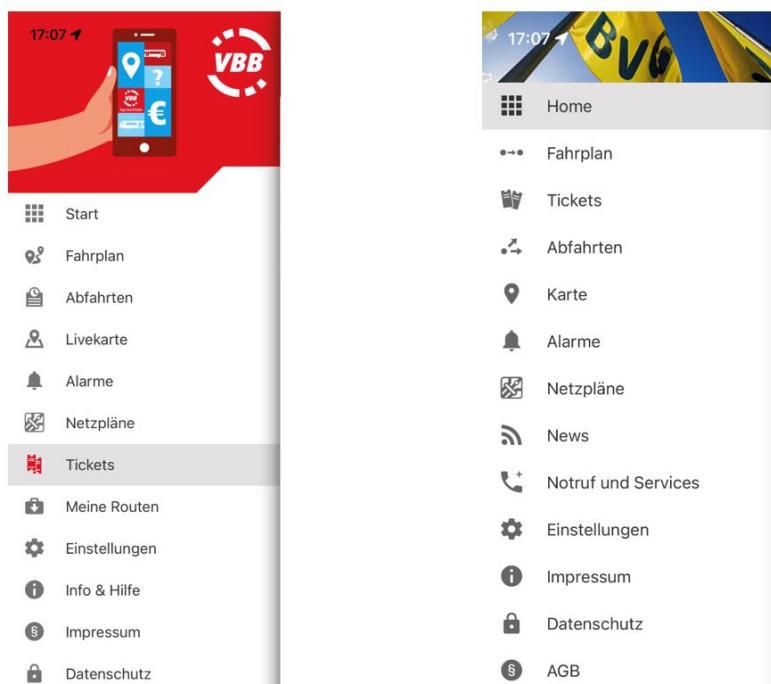 17:07
VBB
?
€
Start
Fahrplan
Abfahrten
Livekarte
Alarme
Netzpläne
Tickets
Meine Routen
Einstellungen
Info & Hilfe
§ Impressum
Datenschutz
17:07
BVG
Home
Fahrplan
Tickets
Abfahrten
Karte
Alarme
Netzpläne
News
Notruf und Services
Einstellungen
i Impressum
Datenschutz
§ AGB